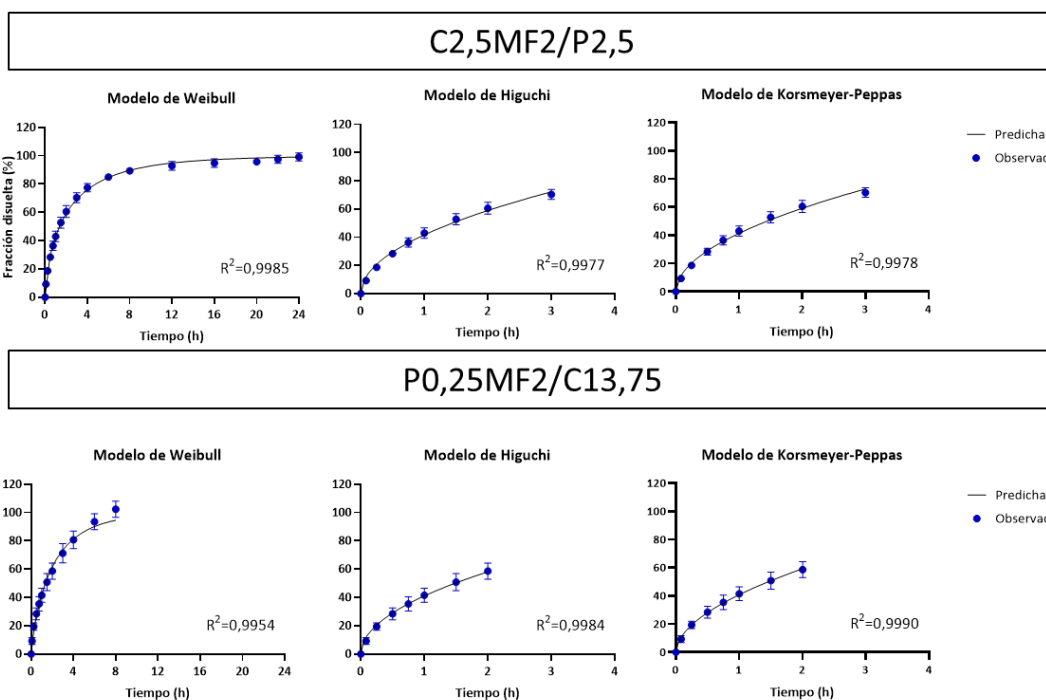 C2,5MF2/P2,5
Modelo de Weibull
Modelo de Higuchi
Modelo de Korsmeyer-Peppas
Fracción disuelta (%)
120
100
80
60
40
20
0
0 4 8 12 16 20 24
Tiempo (h)
R²=0,9985
120
100
80
60
40
20
0
0 1 2 3 4
Tiempo (h)
R²=0,9977
120
100
80
60
40
20
0
0 1 2 3 4
Tiempo (h)
R²=0,9978
Predicha
Observad
P0,25MF2/C13,75
Modelo de Weibull
Modelo de Higuchi
Modelo de Korsmeyer-Peppas
120
100
80
60
40
20
0
0 4 8 12 16 20 24
Tiempo (h)
R²=0,9954
120
100
80
60
40
20
0
0 1 2 3 4
Tiempo (h)
R²=0,9984
120
100
80
60
40
20
0
0 1 2 3 4
Tiempo (h)
R²=0,9990
Predicha
Observad